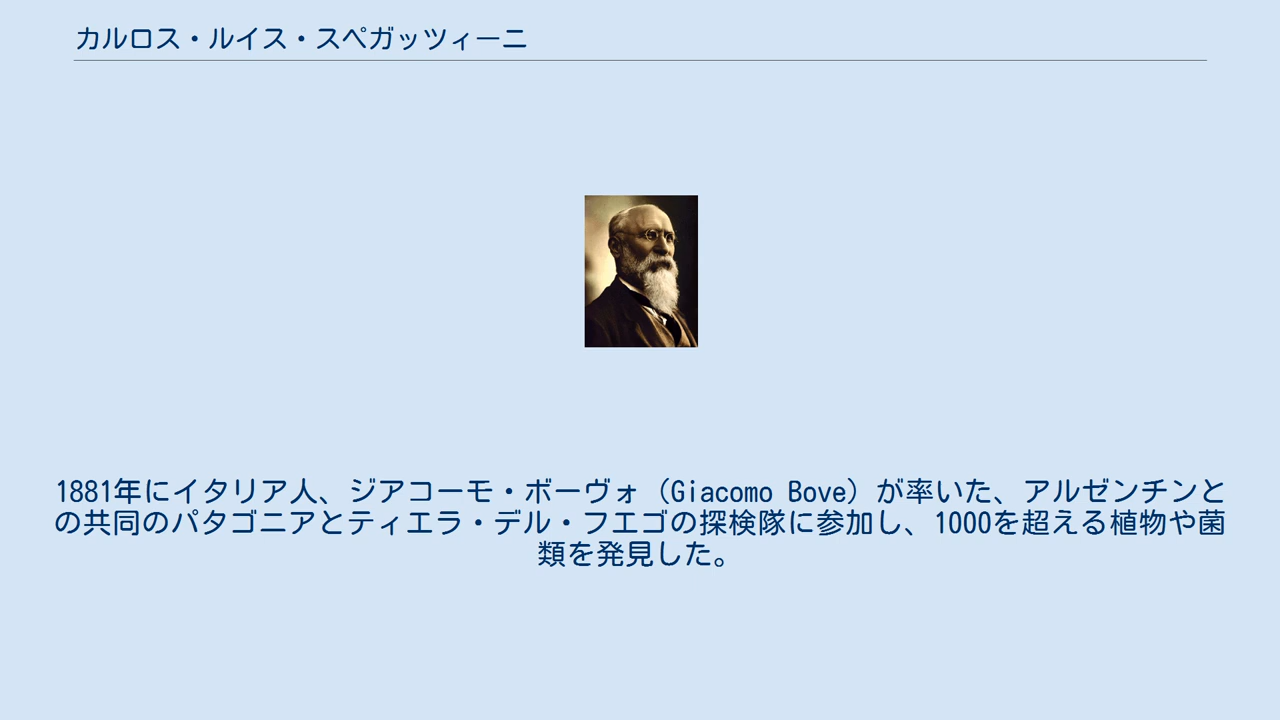 カルロス・ルイス・スペガッツィーニ
1881年にイタリア人、ジアコーモ・ボーヴォ（Giacomo Bove）が率いた、アルゼンチンと
の共同のパタゴニアとティエラ・デル・フエゴの探検隊に参加し、1000を超える植物や菌
類を発見した。